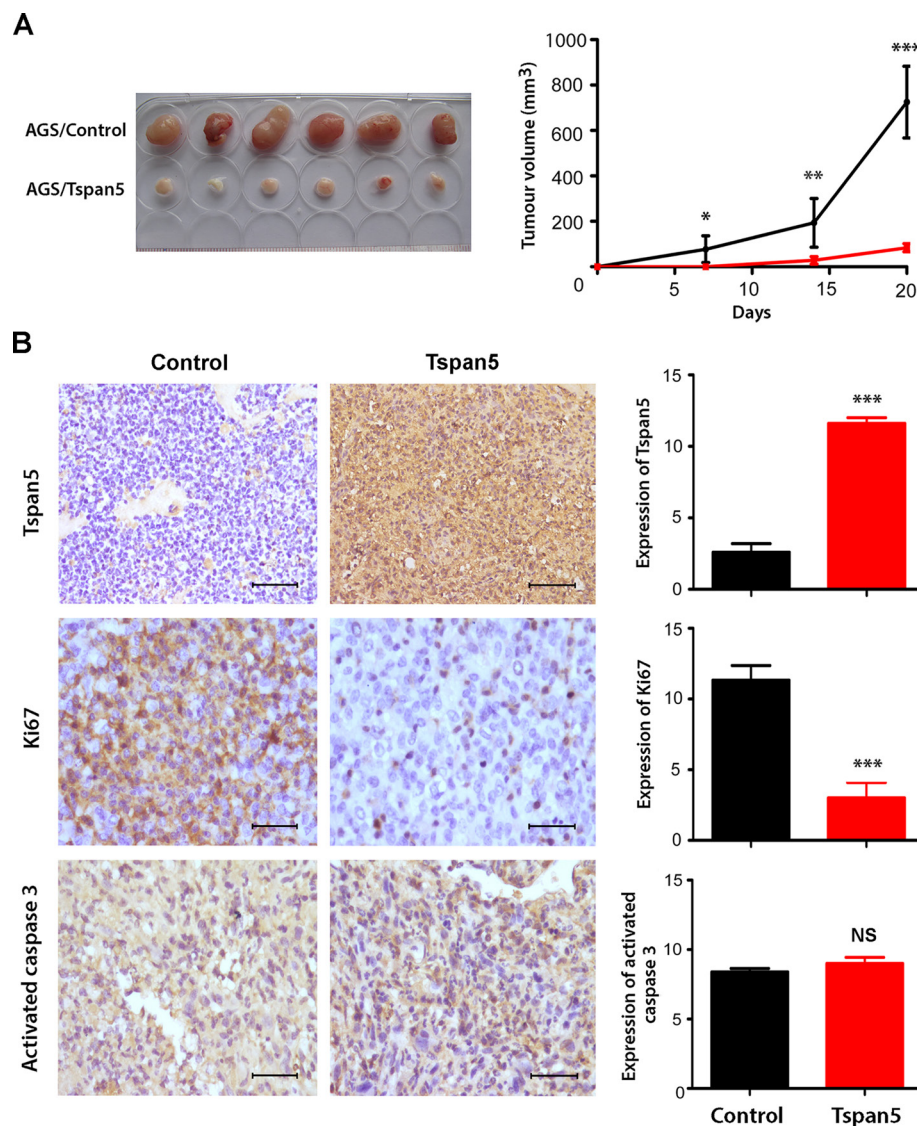 A
AGS/Control
AGS/Tspan5
Tumour volume (mm3)
1000
800
600
400
200
0
5
10
15
20
Days
*
**
***
B
Control
Tspan5
Tspan5
Ki67
Activated caspase 3
Expression of Tspan5
15
10
5
0
***
Expression of Ki67
15
10
5
0
***
Expression of activated
caspase 3
15
10
5
0
NS
Control
Tspan5